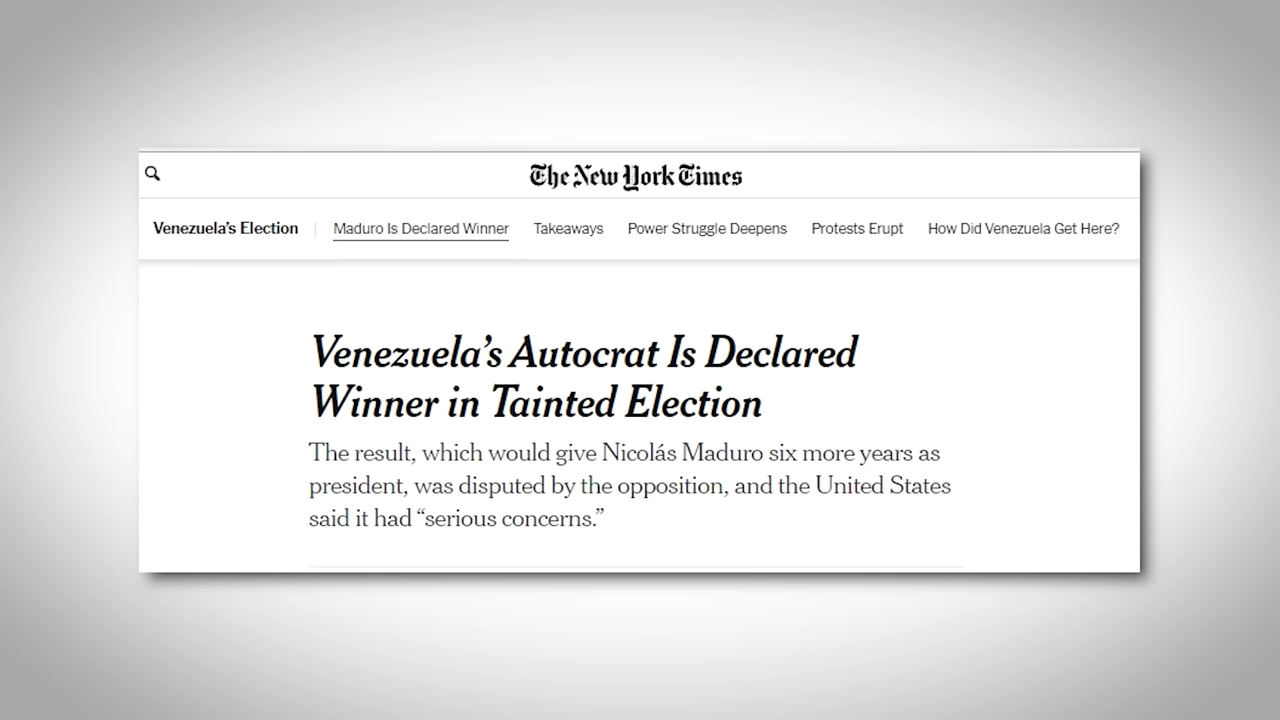 The New York Times
Venezuela's Election Maduro Is Declared Winner Takeaways Power Struggle Deepens Protests Erupt How Did Venezuela Get Here?
Venezuela's Autocrat Is Declared
Winner in Tainted Election
The result, which would give Nicolás Maduro six more years as
president, was disputed by the opposition, and the United States
said it had “serious concerns.”